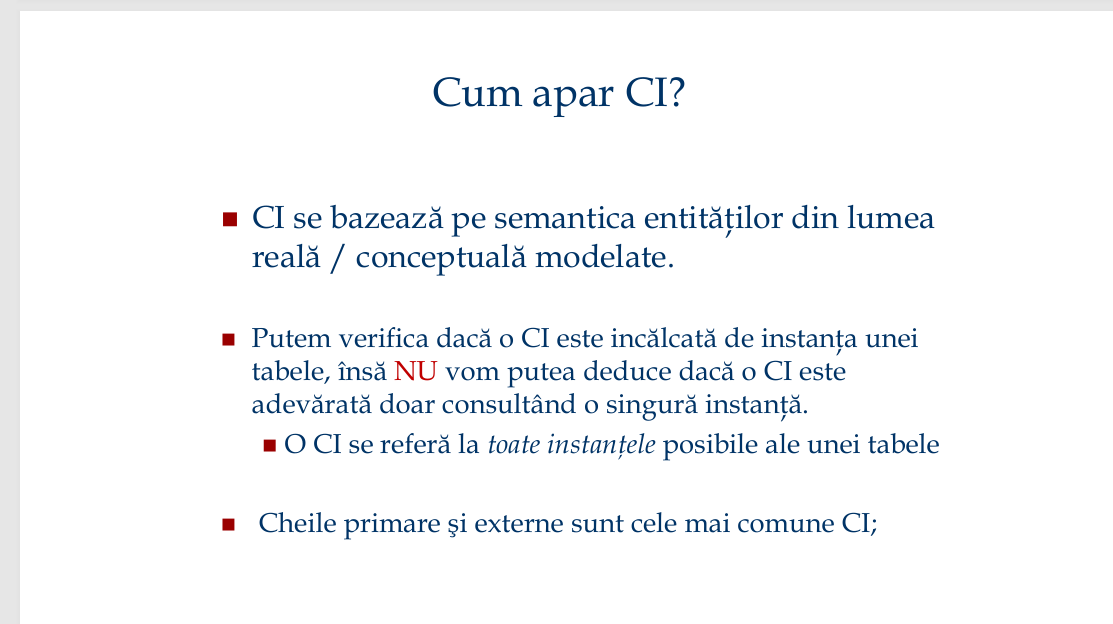 Cum apar CI?
CI se bazează pe semantica entităților din lumea
reală / conceptuală modelate.
Putem verifica dacă o CI este incălcată de instanța unei
tabele, însă NU vom putea deduce dacă o CI este
adevărată doar consultând o singură instanță.
O CI se referă la toate instanțele posibile ale unei tabele
Cheile primare şi externe sunt cele mai comune CI;